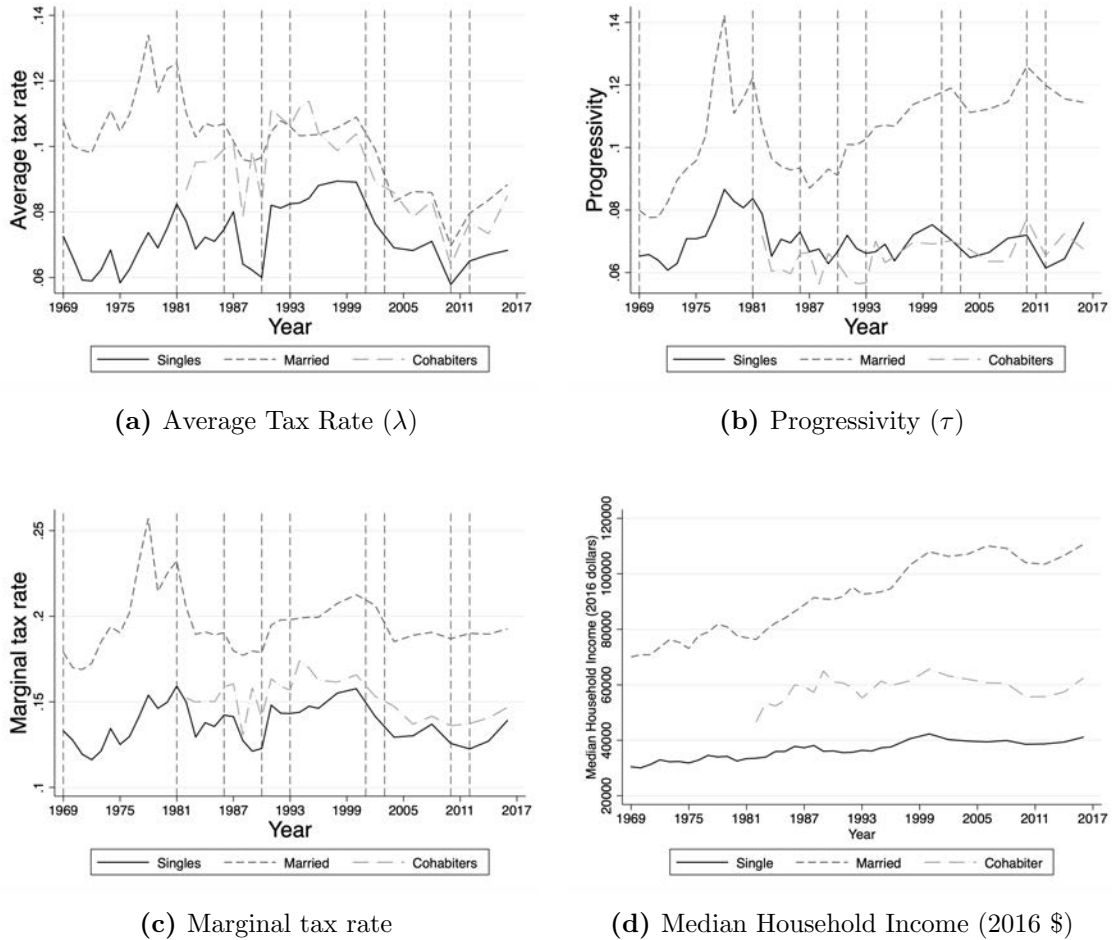 .14
.12
.1
.08
.06
Average tax rate
1969 1975 1981 1987 1993 1999 2005 2011 2017
Year
Singles Married Cohabiters
(a) Average Tax Rate (λ)
.14
.12
.1
.08
.06
Progressivity
1969 1975 1981 1987 1993 1999 2005 2011 2017
Year
Singles Married Cohabiters
(b) Progressivity (τ)
.25
.2
.15
.1
Marginal tax rate
1969 1975 1981 1987 1993 1999 2005 2011 2017
Year
Singles Married Cohabiters
(c) Marginal tax rate
120000
100000
80000
60000
40000
20000
Median Household Income (2016 dollars)
1969 1975 1981 1987 1993 1999 2005 2011 2017
Year
Single Married Cohabiter
(d) Median Household Income (2016 $)